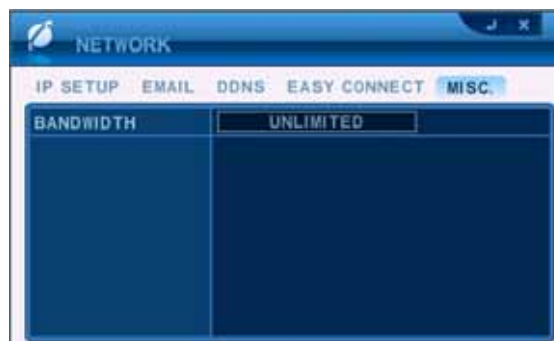 NETWORK
IP SETUP EMAIL DDNS EASY CONNECT MISC.
BANDWIDTH UNLIMITED